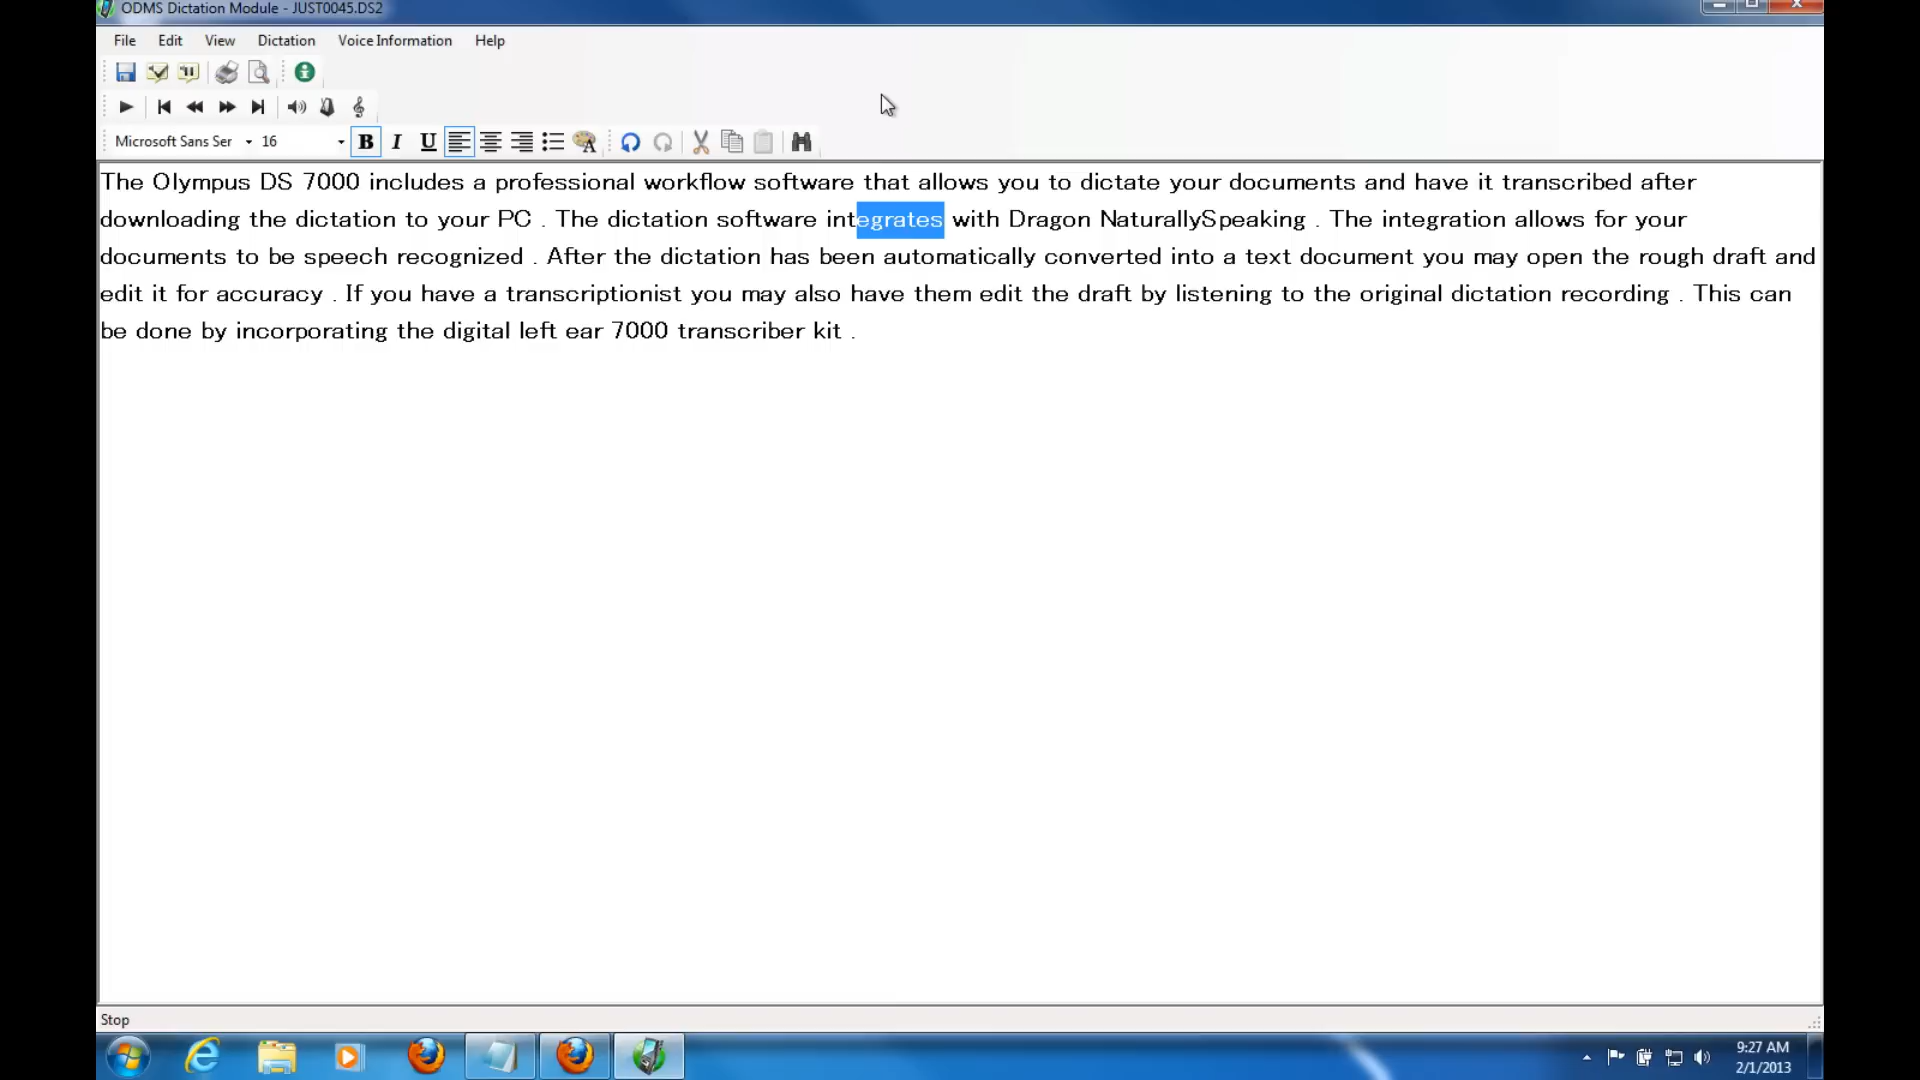 ODMS Dictation Module - JUST0045.DS2
File Edit View Dictation Voice Information Help
Microsoft Sans Ser 16 B I U
The Olympus DS 7000 includes a professional workflow software that allows you to dictate your documents and have it transcribed after
downloading the dictation to your PC . The dictation software integrates with Dragon NaturallySpeaking . The integration allows for your
documents to be speech recognized . After the dictation has been automatically converted into a text document you may open the rough draft and
edit it for accuracy . If you have a transcriptionist you may also have them edit the draft by listening to the original dictation recording . This can
be done by incorporating the digital left ear 7000 transcriber kit .
Stop
9:27 AM
2/1/2013